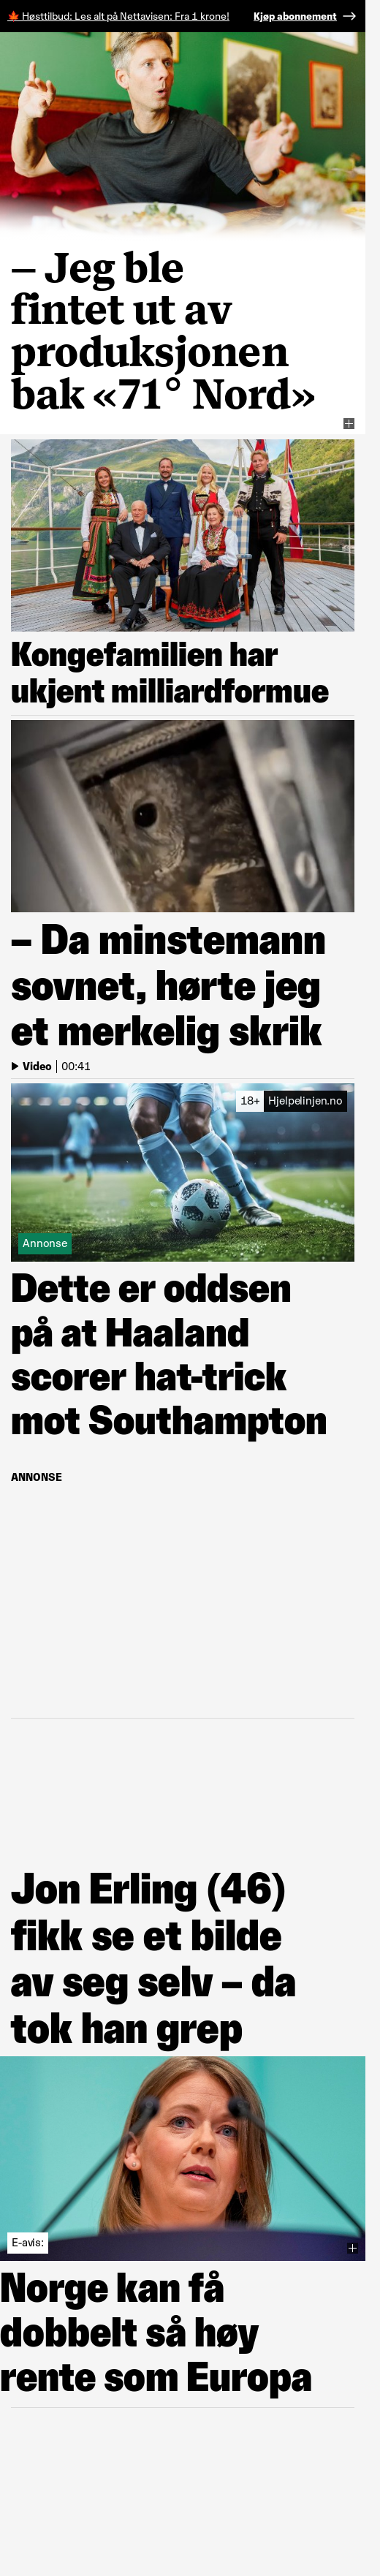 🍁 Høsttilbud: Les alt på Nettavisen: Fra 1 krone! Kjøp abonnement →
– Jeg ble
fintet ut av
produksjonen
bak «71° Nord»
Kongefamilien har
ukjent milliardformue
– Da minstemann
sovnet, hørte jeg
et merkelig skrik
Video | 00:41
18+ Hjelpelinjen.no
Annonse
Dette er oddsen
på at Haaland
scorer hat-trick
mot Southampton
ANNONSE
Jon Erling (46)
fikk se et bilde
av seg selv – da
tok han grep
E-avis:
Norge kan få
dobbelt så høy
rente som Europa